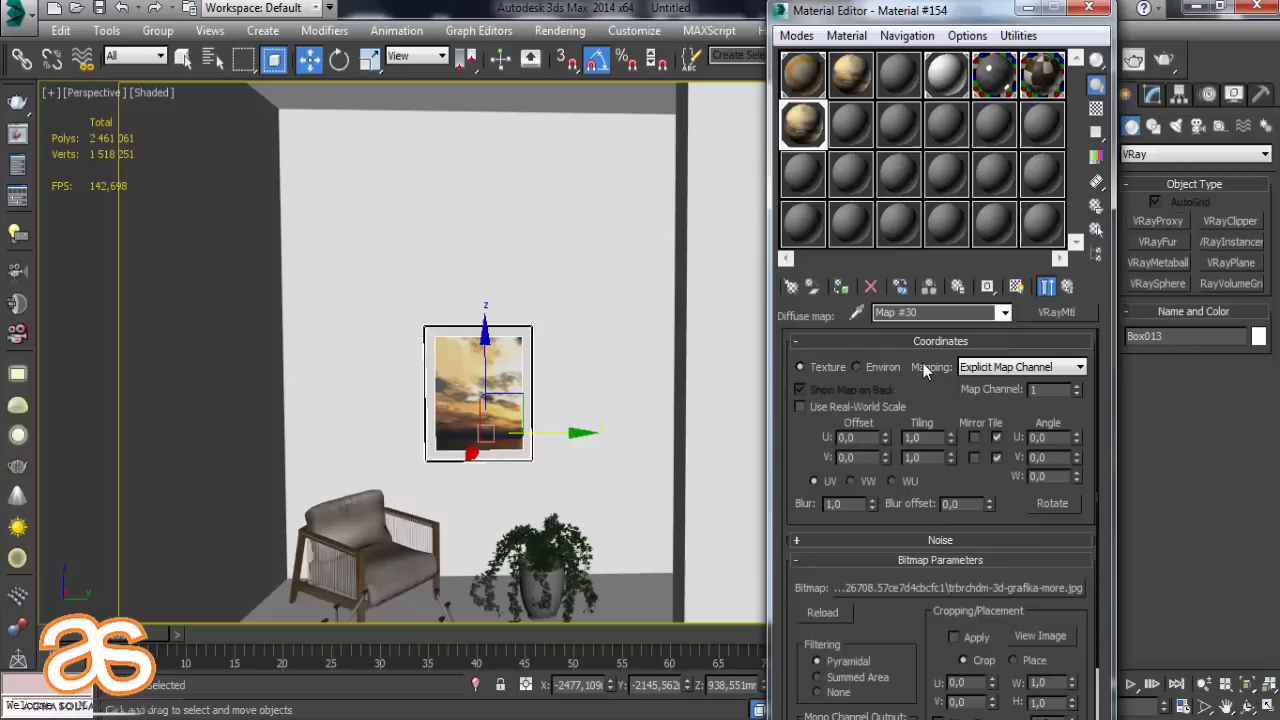 Workspace: Default
Autodesk 3ds Max 2014 x64 Untitled
Material Editor - Material #154
Edit Tools Group Views Create Modifiers Animation Graph Editors Rendering Customize MAXScript
Modes Material Navigation Options Utilities
All
View
Create Se
[+] [Perspective] [Shaded]
Total
Polys: 2 461 061
Verts: 1 518 251
FPS: 142,698
z
z
y
VRay
Object Type
AutoGrid
VRayProxy VRayClipper
VRayFur /RayInstancer
VRayMetaball VRayPlane
VRaySphere RayVolumeGri
Name and Color
Box013
Diffuse map: Map #30 VRayMtl
Coordinates
Texture Environ Mapping: Explicit Map Channel
Show Map on Back Map Channel: 1
Use Real-World Scale
Offset Tiling Mirror Tile Angle
U: 0,0 1,0 U: 0,0
V: 0,0 1,0 V: 0,0
UV VW WU W: 0,0
Blur: 1,0 Blur offset: 0,0 Rotate
Noise
Bitmap Parameters
Bitmap: ...26708.57ce7d4cbcfc1\trbrchdm-3d-grafika-more.jpg
Reload Cropping/Placement
Apply View Image
Filtering
Pyramidal Crop Place
Summed Area U: 0,0 W: 1,0
None V: 0,0 H: 1,0
Mono Channel Output:
10 15 20 25 30 35 40 45 50 55 60 65
as
Selected X: -2477,109 Y: -2145,562 Z: 938,551mm
Welcome to M
Click and drag to select and move objects